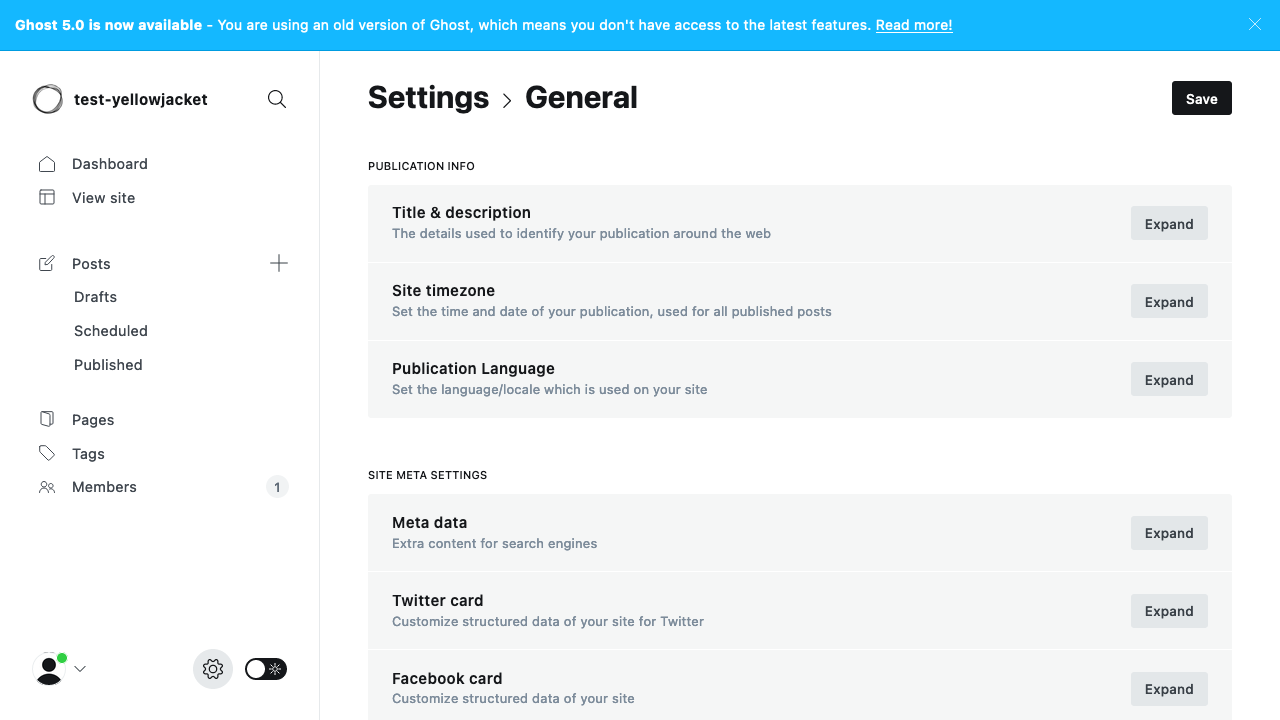 Ghost 5.0 is now available - You are using an old version of Ghost, which means you don't have access to the latest features. Read more!
test-yellowjacket
Dashboard
View site
Posts
Drafts
Scheduled
Published
Pages
Tags
Members 1
Settings › General
Save
PUBLICATION INFO
Title & description
The details used to identify your publication around the web
Expand
Site timezone
Set the time and date of your publication, used for all published posts
Expand
Publication Language
Set the language/locale which is used on your site
Expand
SITE META SETTINGS
Meta data
Extra content for search engines
Expand
Twitter card
Customize structured data of your site for Twitter
Expand
Facebook card
Customize structured data of your site
Expand